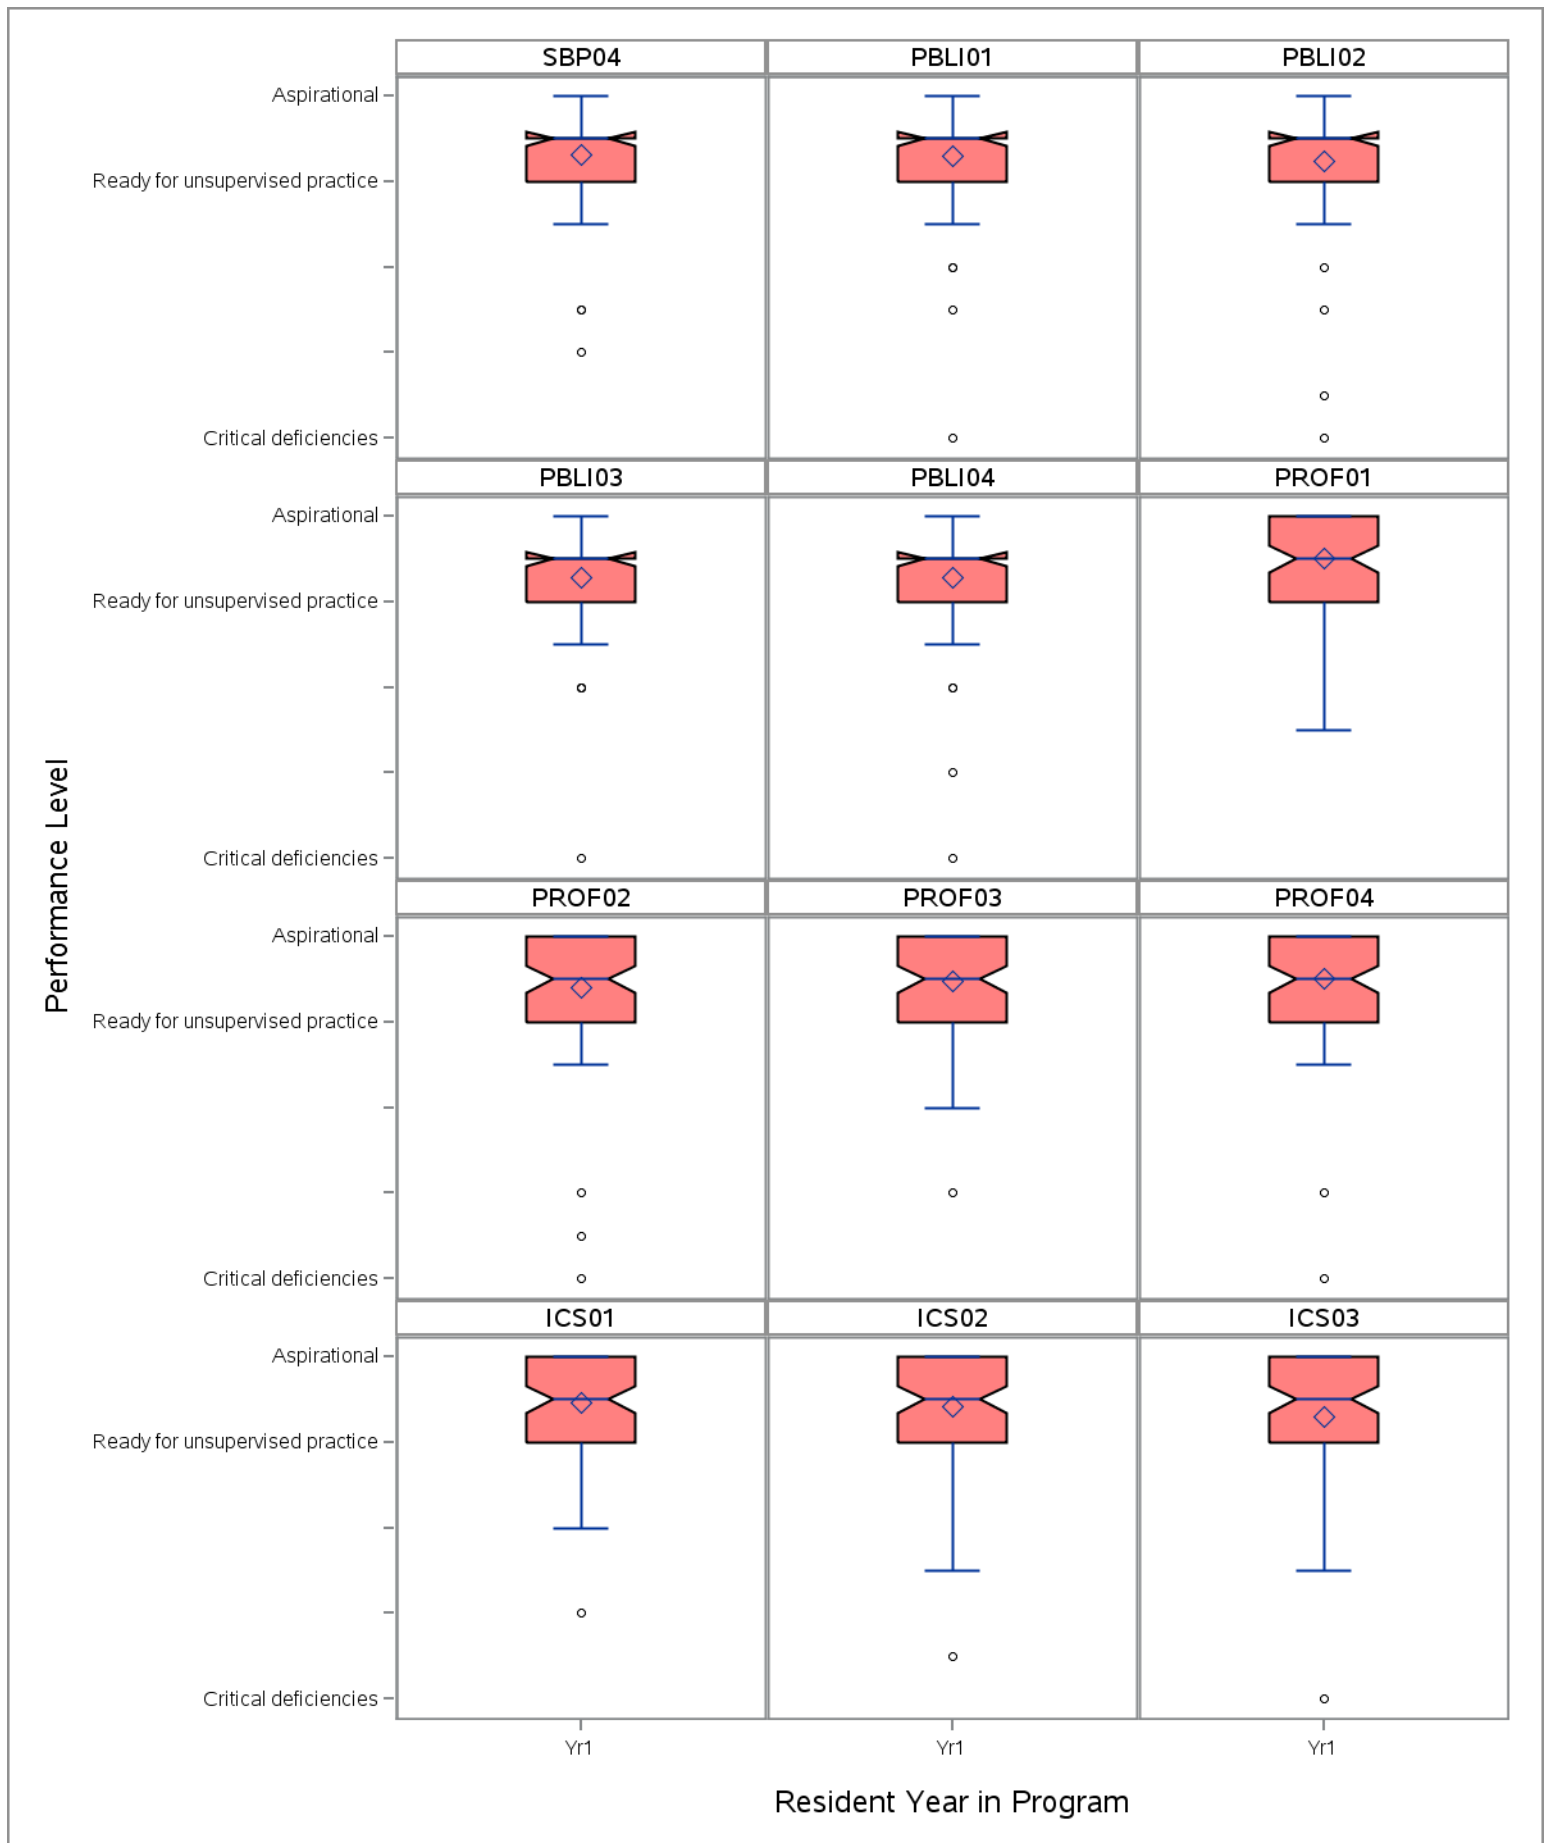 SBP04 PBLI01 PBLI02
Aspirational
Ready for unsupervised practice
Critical deficiencies
PBLI03 PBLI04 PROF01
Aspirational
Ready for unsupervised practice
Critical deficiencies
PROF02 PROF03 PROF04
Aspirational
Ready for unsupervised practice
Critical deficiencies
ICS01 ICS02 ICS03
Aspirational
Ready for unsupervised practice
Critical deficiencies
Performance Level
Yr1 Yr1 Yr1
Resident Year in Program